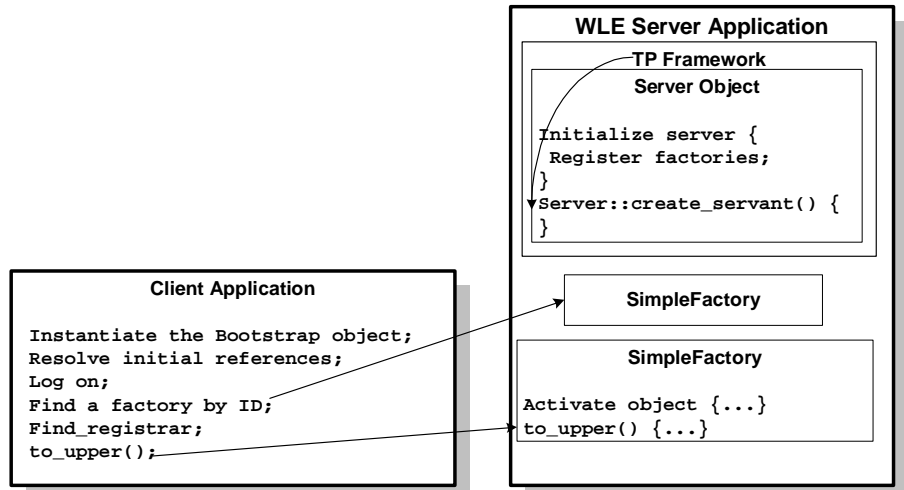 WLE Server Application
TP Framework
Server Object
Initialize server {
Register factories;
}
Server::create_servant() {
}
Client Application
Instantiate the Bootstrap object;
Resolve initial references;
Log on;
Find a factory by ID;
Find_registrar;
to_upper();
SimpleFactory
SimpleFactory
Activate object {...}
to_upper() {...}